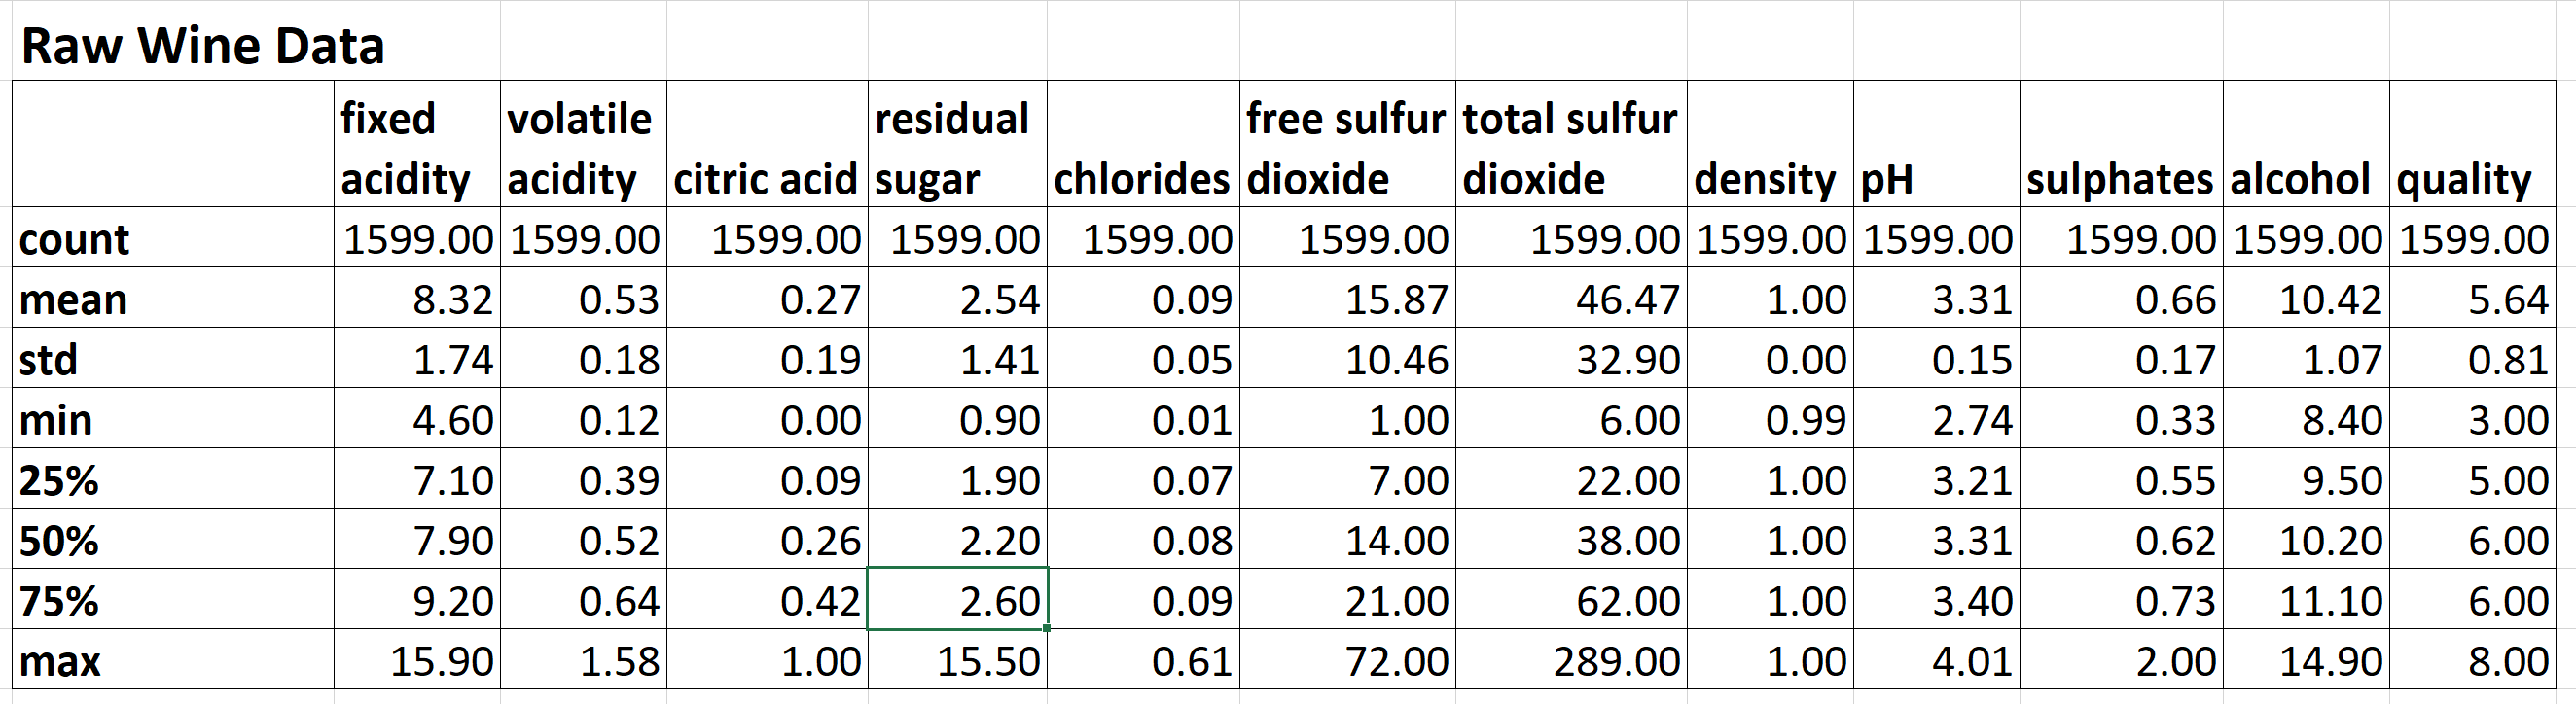 Raw Wine Data
fixed acidity volatile acidity citric acid residual sugar chlorides free sulfur dioxide total sulfur dioxide density pH sulphates alcohol quality
count 1599.00 1599.00 1599.00 1599.00 1599.00 1599.00 1599.00 1599.00 1599.00 1599.00 1599.00 1599.00
mean 8.32 0.53 0.27 2.54 0.09 15.87 46.47 1.00 3.31 0.66 10.42 5.64
std 1.74 0.18 0.19 1.41 0.05 10.46 32.90 0.00 0.15 0.17 1.07 0.81
min 4.60 0.12 0.00 0.90 0.01 1.00 6.00 0.99 2.74 0.33 8.40 3.00
25% 7.10 0.39 0.09 1.90 0.07 7.00 22.00 1.00 3.21 0.55 9.50 5.00
50% 7.90 0.52 0.26 2.20 0.08 14.00 38.00 1.00 3.31 0.62 10.20 6.00
75% 9.20 0.64 0.42 2.60 0.09 21.00 62.00 1.00 3.40 0.73 11.10 6.00
max 15.90 1.58 1.00 15.50 0.61 72.00 289.00 1.00 4.01 2.00 14.90 8.00